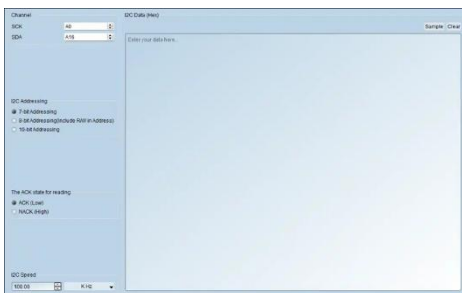 Channel
SCK A0
SDA A16
I2C Addressing
7-bit Addressing
8-bit Addressing(Include R/W in Address)
10-bit Addressing
The ACK state for reading
ACK (Low)
NACK (High)
I2C Speed
100.00 K Hz
I2C Data (Hex)
Sample Clear
Enter your data here...